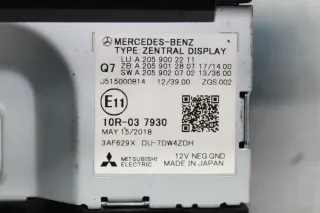 MERCEDES-BENZ
TYPE ZENTRAL DISPLAY
LU A 205 900 22 11
Q7 ZB A 205 901 28 07 17/14.00
SW A 205 902 07 02 13/36.00
J515000814 12/39.00 ZGS 002
E11
10R-03 7930
MAY 15/2018
3AF629X DU-7DW4ZDH
MITSUBISHI ELECTRIC
12V NEG.GND
MADE IN JAPAN